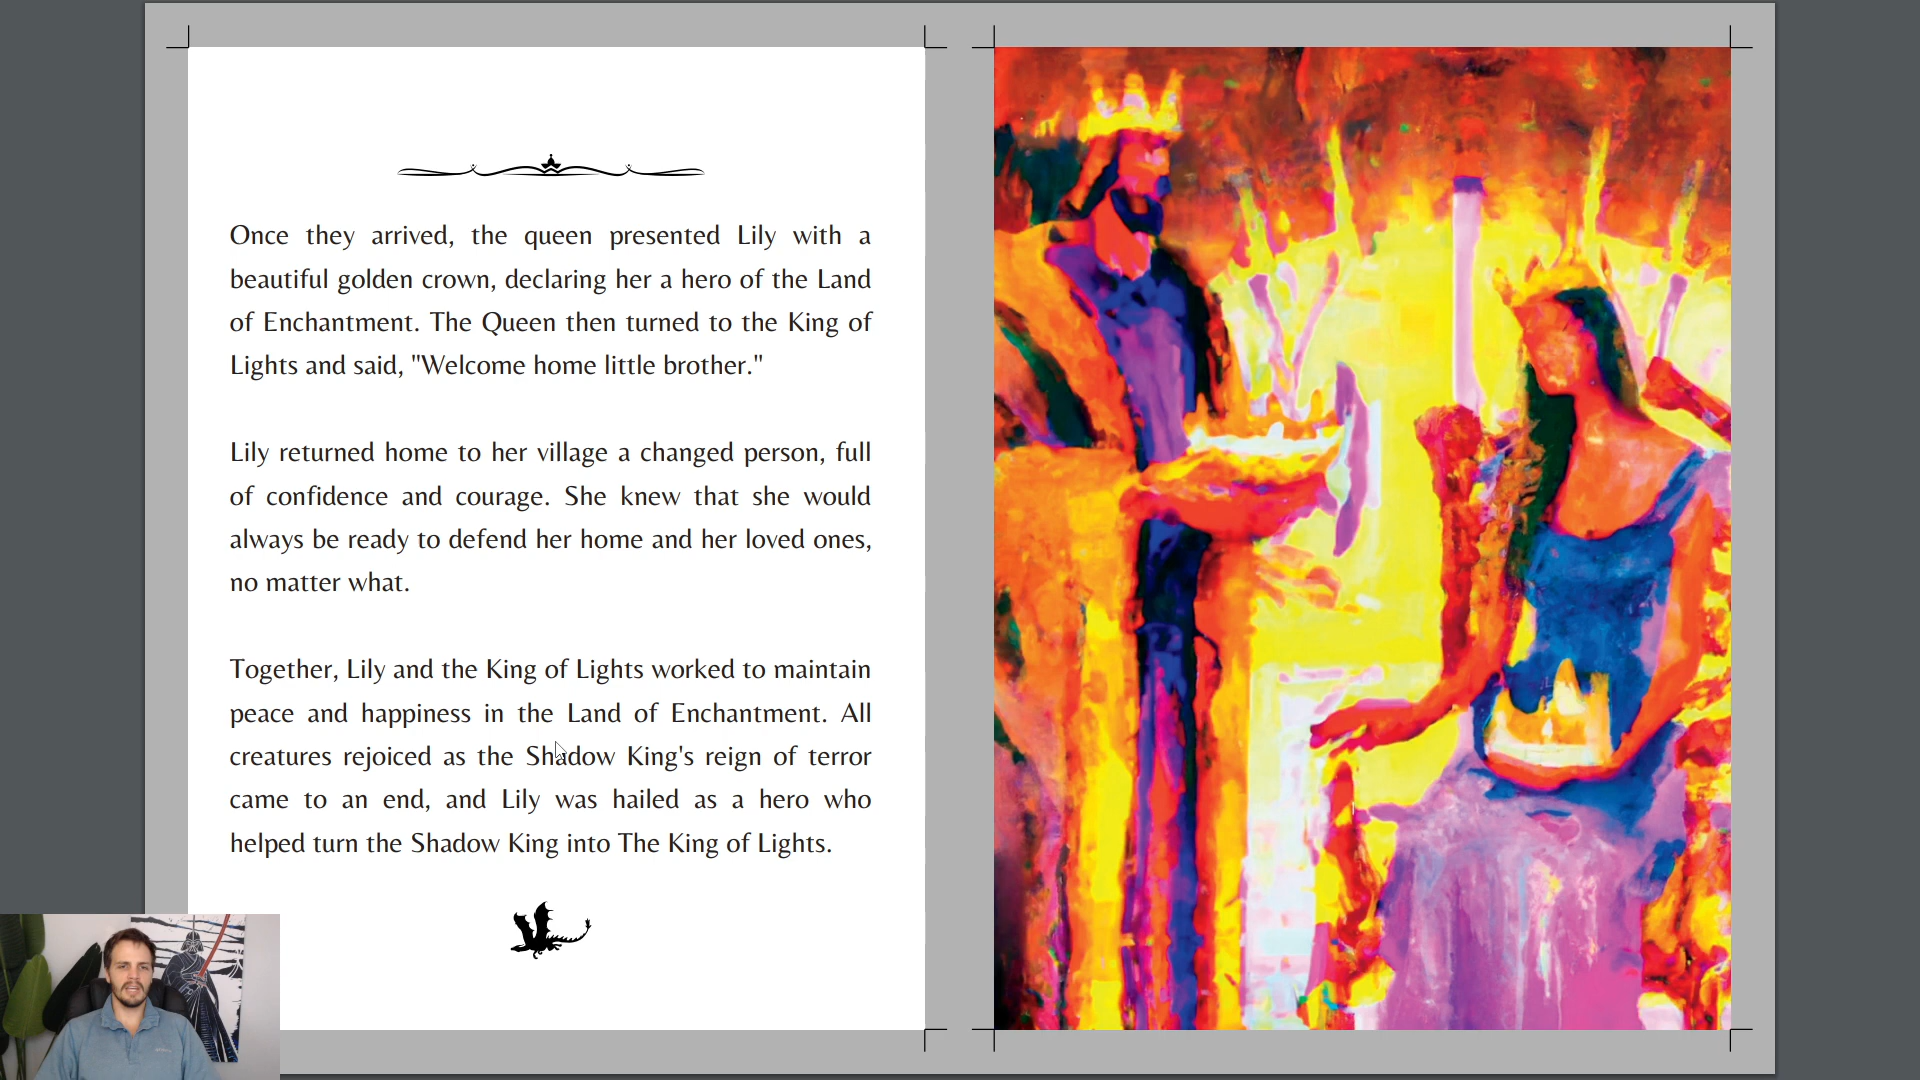 Once they arrived, the queen presented Lily with a
beautiful golden crown, declaring her a hero of the Land
of Enchantment. The Queen then turned to the King of
Lights and said, "Welcome home little brother."
Lily returned home to her village a changed person, full
of confidence and courage. She knew that she would
always be ready to defend her home and her loved ones,
no matter what.
Together, Lily and the King of Lights worked to maintain
peace and happiness in the Land of Enchantment. All
creatures rejoiced as the Shadow King's reign of terror
came to an end, and Lily was hailed as a hero who
helped turn the Shadow King into The King of Lights.